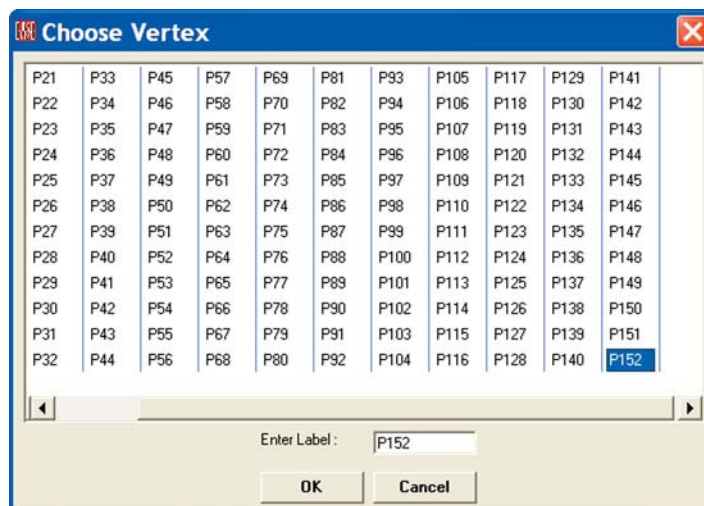 Choose Vertex
P21 P33 P45 P57 P69 P81 P93 P105 P117 P129 P141
P22 P34 P46 P58 P70 P82 P94 P106 P118 P130 P142
P23 P35 P47 P59 P71 P83 P95 P107 P119 P131 P143
P24 P36 P48 P60 P72 P84 P96 P108 P120 P132 P144
P25 P37 P49 P61 P73 P85 P97 P109 P121 P133 P145
P26 P38 P50 P62 P74 P86 P98 P110 P122 P134 P146
P27 P39 P51 P63 P75 P87 P99 P111 P123 P135 P147
P28 P40 P52 P64 P76 P88 P100 P112 P124 P136 P148
P29 P41 P53 P65 P77 P89 P101 P113 P125 P137 P149
P30 P42 P54 P66 P78 P90 P102 P114 P126 P138 P150
P31 P43 P55 P67 P79 P91 P103 P115 P127 P139 P151
P32 P44 P56 P68 P80 P92 P104 P116 P128 P140 P152
Enter Label : P152
OK Cancel